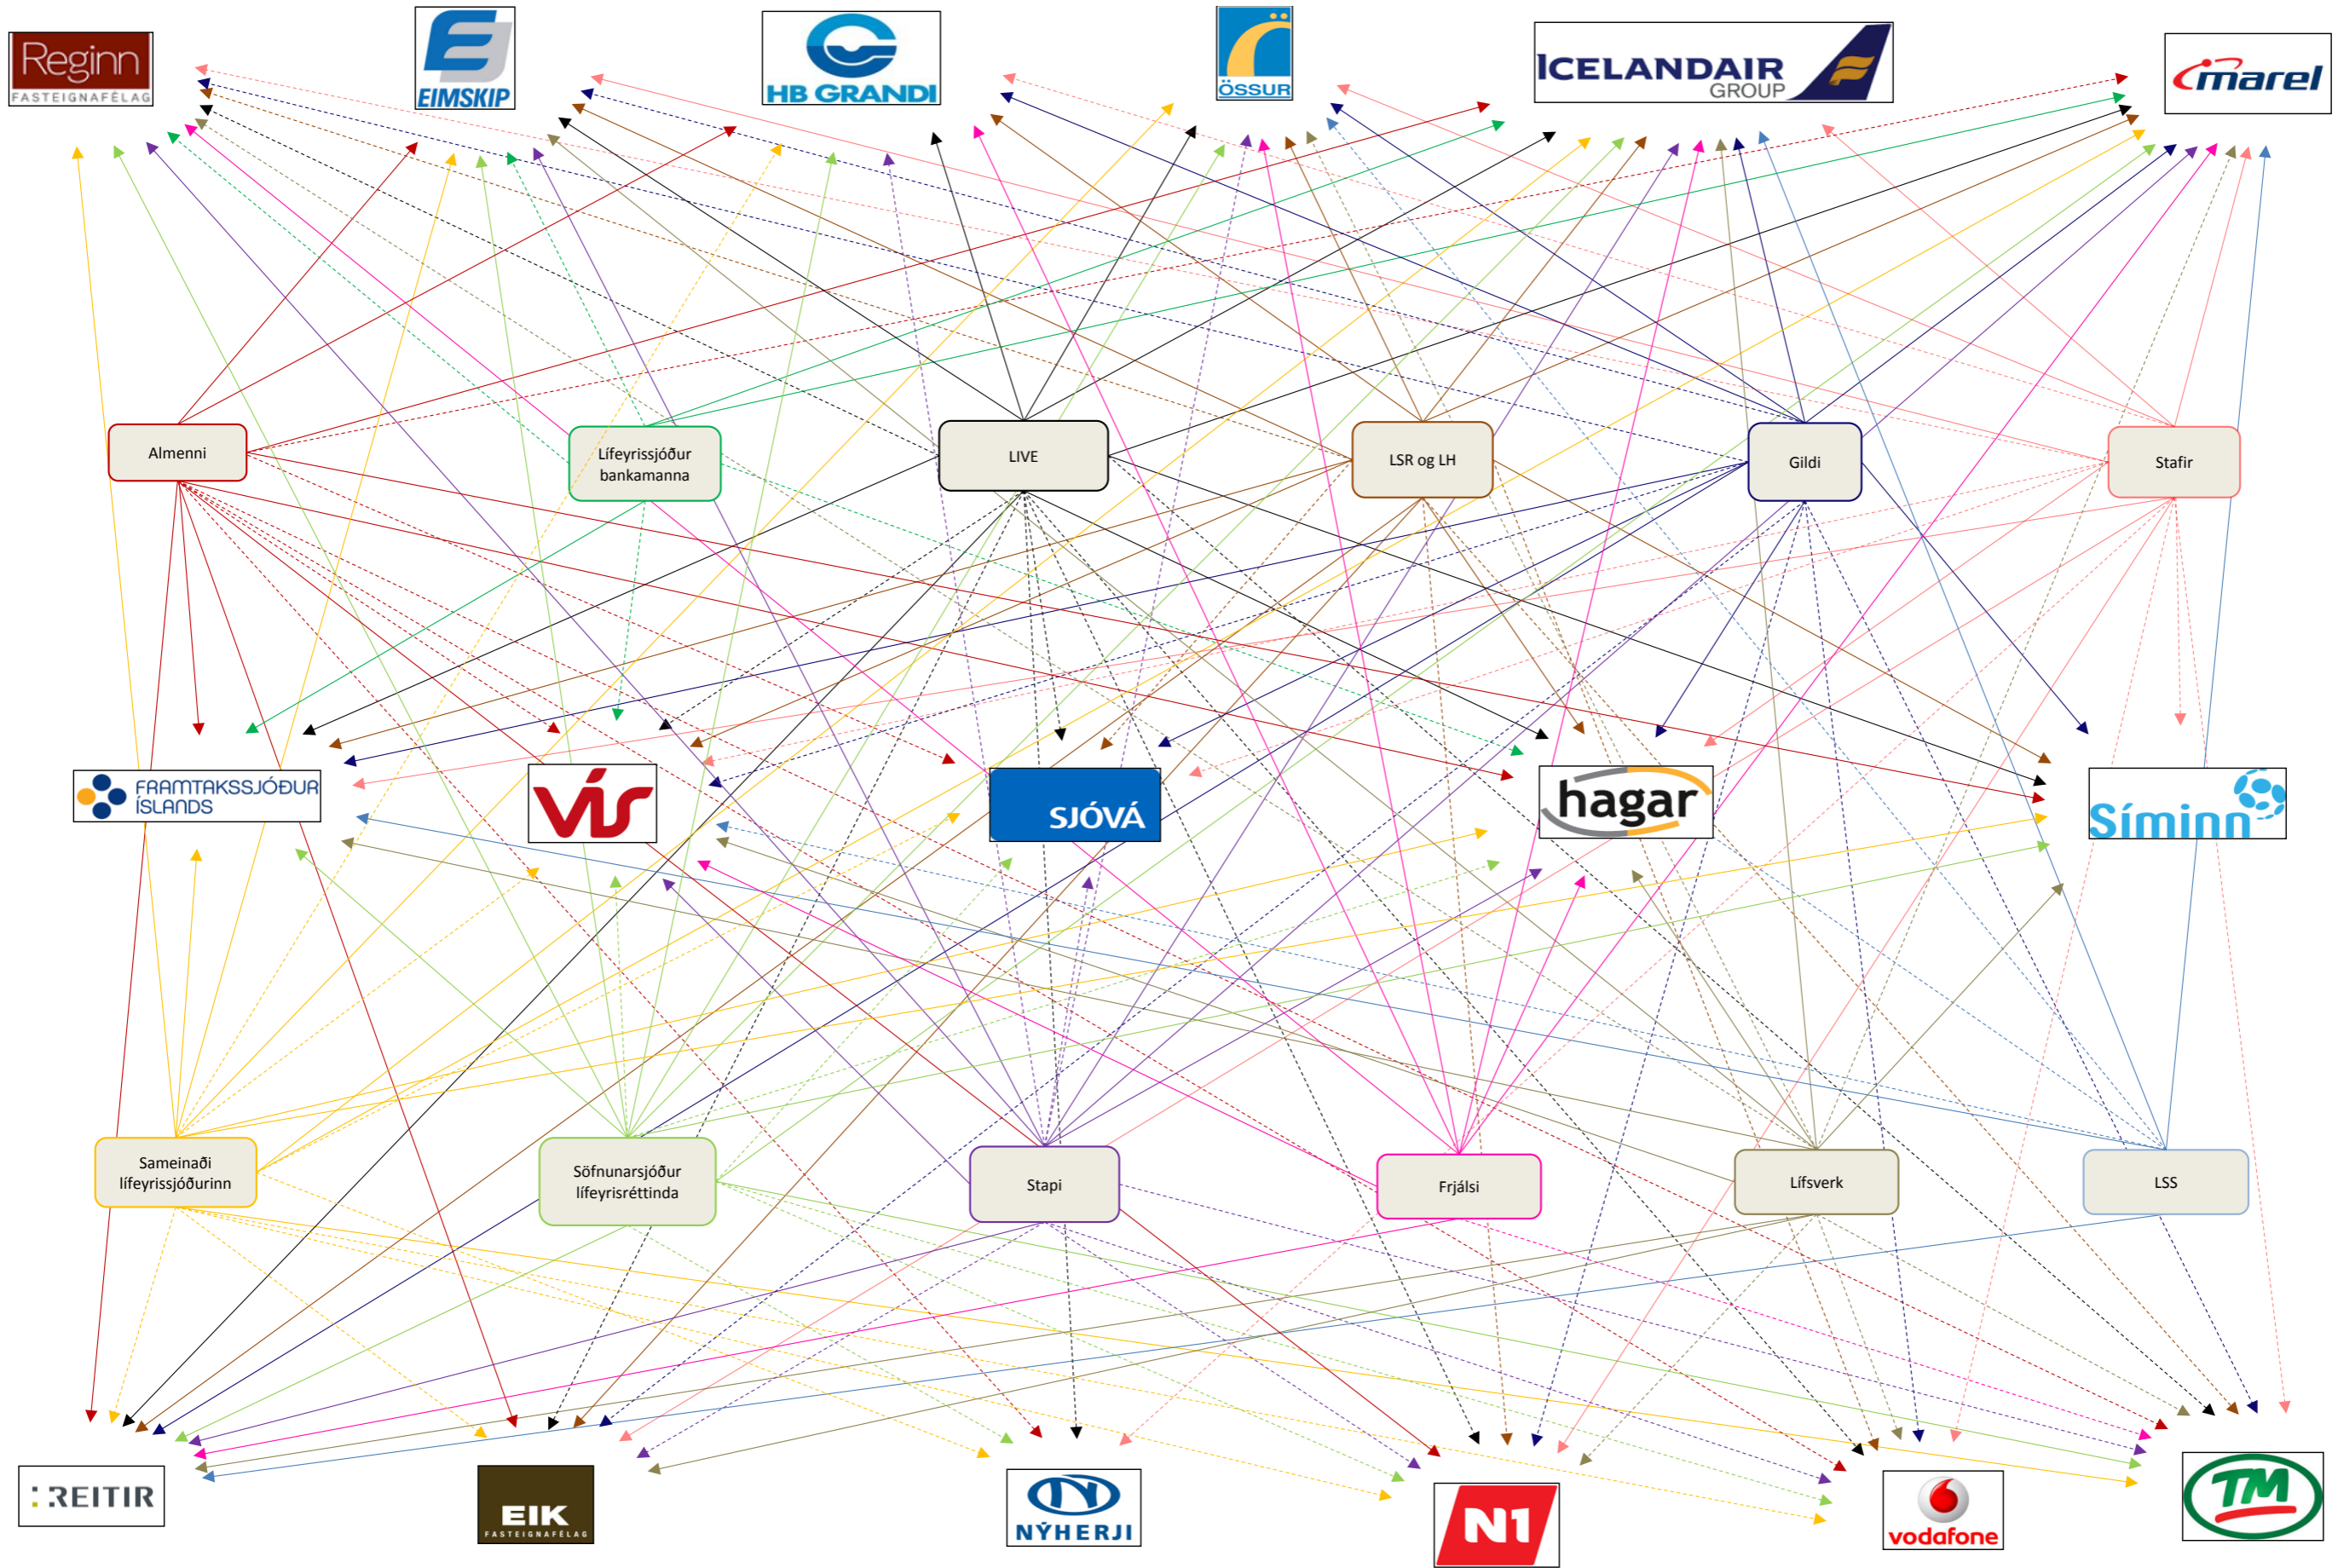 Reginn
FASTEIGNAFÉLAG
EIMSKIP
HB GRANDI
ÖSSUR
ICELANDAIR
GROUP
marel
Almenni
Lífeyrissjóður
bankamanna
LIVE
LSR og LH
Gildi
Stafir
FRAMTAKSSJÓÐUR
ÍSLANDS
VÍS
SJÓVÁ
hagar
Síminn
Sameinaði
lífeyrissjóðurinn
Söfnunarsjóður
lífeyrisréttinda
Stapi
Frjálsi
Lífsverk
LSS
REITIR
EIK
FASTEIGNAFÉLAG
NÝHERJI
N1
vodafone
TM